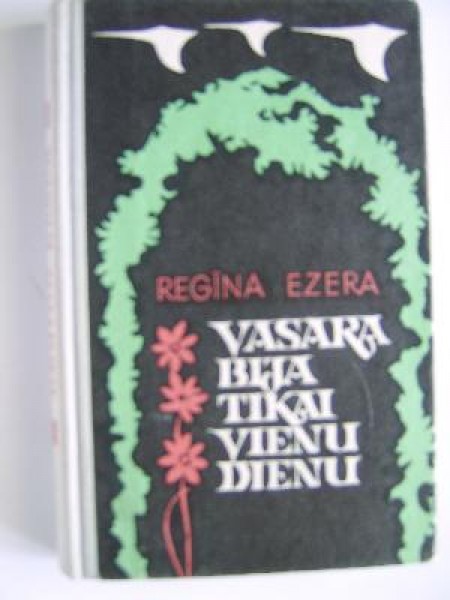 REGĪNA EZERA
VASARA
BIJA
TIKAI
VIENU
DIENU